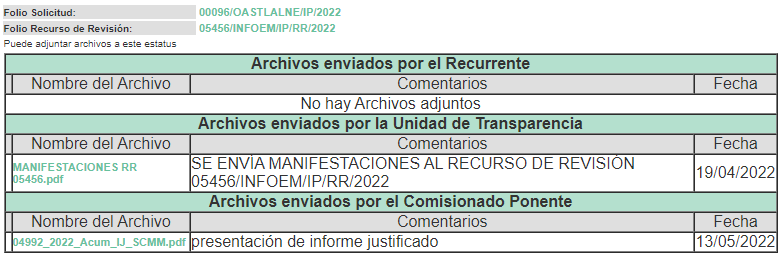 Folio Solicitud: 00096/OASTLALNE/IP/2022
Folio Recurso de Revisión: 05456/INFOEM/IP/RR/2022
Puede adjuntar archivos a este estatus
Archivos enviados por el Recurrente
Nombre del Archivo Comentarios Fecha
No hay Archivos adjuntos
Archivos enviados por la Unidad de Transparencia
Nombre del Archivo Comentarios Fecha
MANIFESTACIONES RR
05456.pdf
SE ENVÍA MANIFESTACIONES AL RECURSO DE REVISIÓN
05456/INFOEM/IP/RR/2022
19/04/2022
Archivos enviados por el Comisionado Ponente
Nombre del Archivo Comentarios Fecha
04992_2022_Acum_IJ_SCMM.pdf presentación de informe justificado 13/05/2022